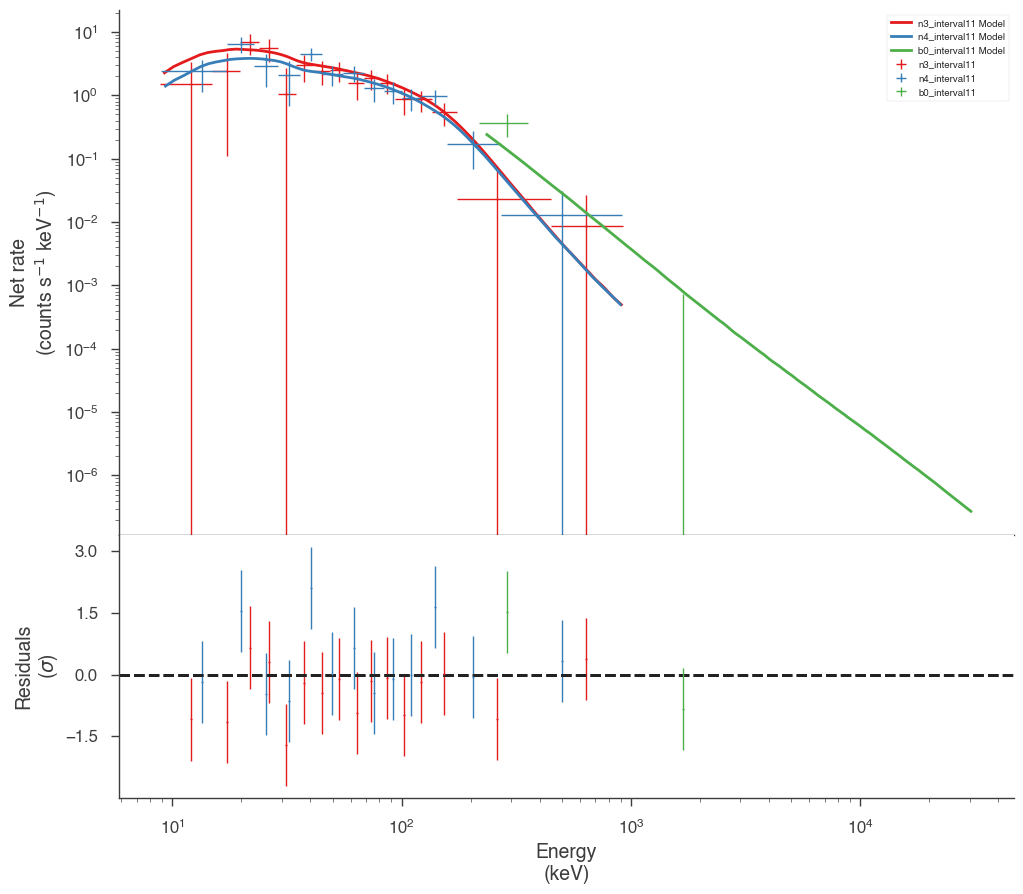 n3_interval11 Model
n4_interval11 Model
b0_interval11 Model
n3_interval11
n4_interval11
b0_interval11
10¹
10⁰
10⁻¹
10⁻²
10⁻³
10⁻⁴
10⁻⁵
10⁻⁶
Net rate
(counts s⁻¹ keV⁻¹)
3.0
1.5
0.0
−1.5
Residuals
(σ)
10¹ 10² 10³ 10⁴
Energy
(keV)